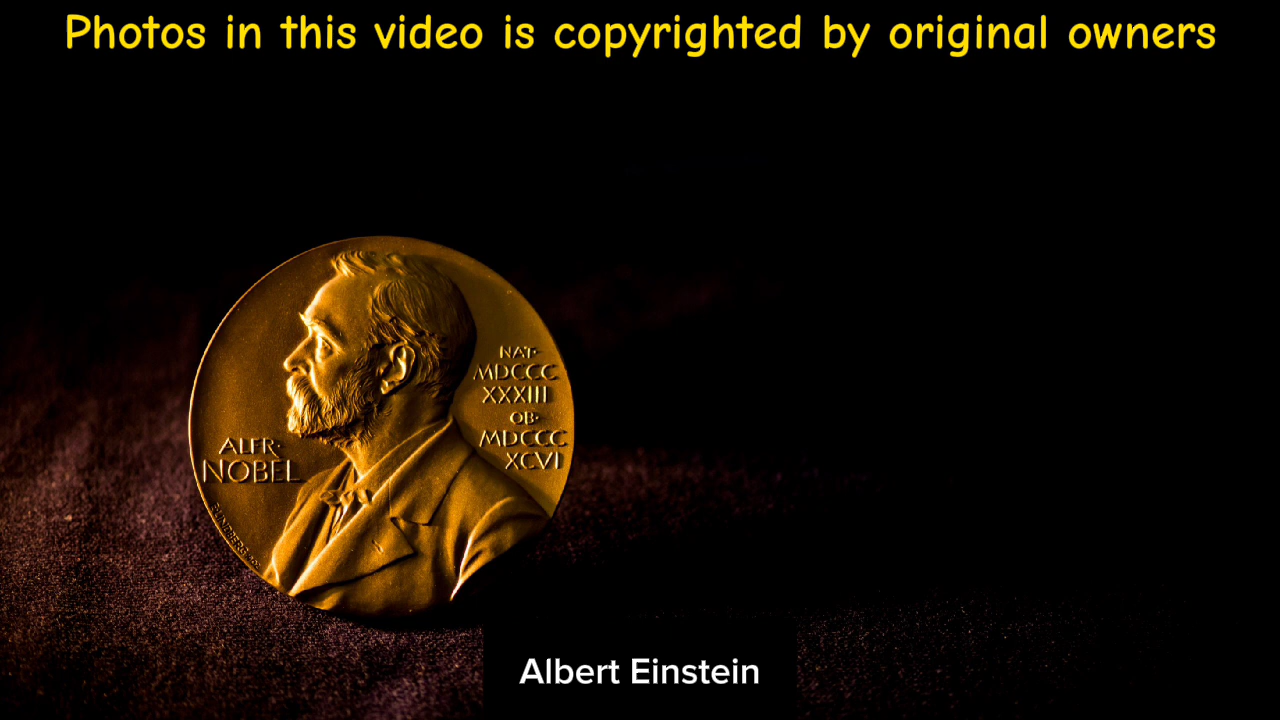 Photos in this video is copyrighted by original owners
NAT·
MDCCC
XXXIII
OB·
MDCCC
XCVI
ALFR·
NOBEL
Albert Einstein